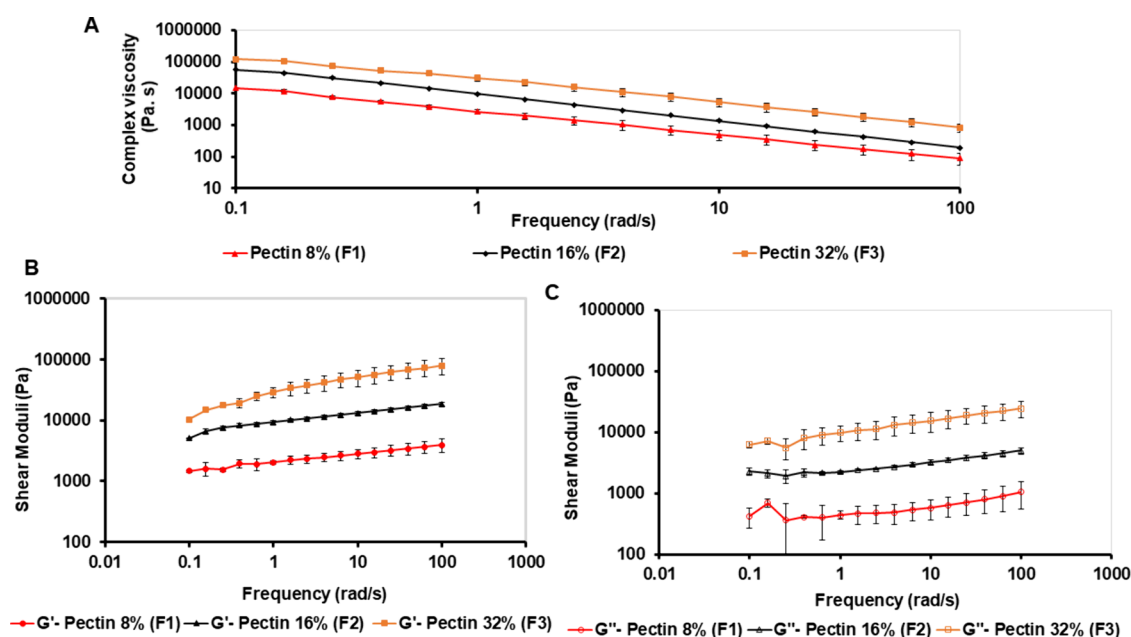 A
Complex viscosity
(Pa. s)
1000000
100000
10000
1000
100
10
0.1
1
10
100
Frequency (rad/s)
Pectin 8% (F1)
Pectin 16% (F2)
Pectin 32% (F3)
B
Shear Moduli (Pa)
1000000
100000
10000
1000
100
0.01
0.1
1
10
100
1000
Frequency (rad/s)
G'- Pectin 8% (F1)
G'- Pectin 16% (F2)
G'- Pectin 32% (F3)
C
Shear Moduli (Pa)
1000000
100000
10000
1000
100
0.01
0.1
1
10
100
1000
Frequency (rad/s)
G"- Pectin 8% (F1)
G"- Pectin 16% (F2)
G"- Pectin 32% (F3)